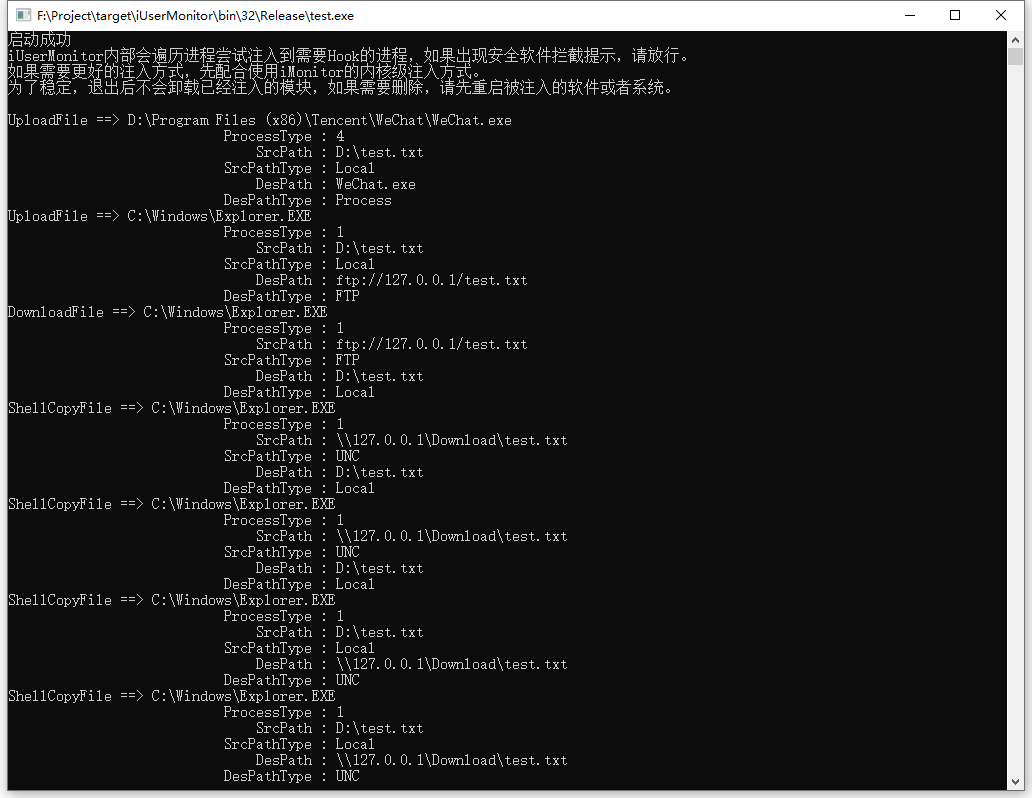 F:\Project\target\iUserMonitor\bin\32\Release\test.exe
启动成功
iUserMonitor内部会遍历进程尝试注入到需要Hook的进程，如果出现安全软件拦截提示，请放行。
如果需要更好的注入方式，先配合使用iMonitor的内核级注入方式。
为了稳定，退出后不会卸载已经注入的模块，如果需要删除，请先重启被注入的软件或者系统。
UploadFile ==> D:\Program Files (x86)\Tencent\WeChat\WeChat.exe
ProcessType : 4
SrcPath : D:\test.txt
SrcPathType : Local
DesPath : WeChat.exe
DesPathType : Process
UploadFile ==> C:\Windows\Explorer.EXE
ProcessType : 1
SrcPath : D:\test.txt
SrcPathType : Local
DesPath : ftp://127.0.0.1/test.txt
DesPathType : FTP
DownloadFile ==> C:\Windows\Explorer.EXE
ProcessType : 1
SrcPath : ftp://127.0.0.1/test.txt
SrcPathType : FTP
DesPath : D:\test.txt
DesPathType : Local
ShellCopyFile ==> C:\Windows\Explorer.EXE
ProcessType : 1
SrcPath : \\127.0.0.1\Download\test.txt
SrcPathType : UNC
DesPath : D:\test.txt
DesPathType : Local
ShellCopyFile ==> C:\Windows\Explorer.EXE
ProcessType : 1
SrcPath : \\127.0.0.1\Download\test.txt
SrcPathType : UNC
DesPath : D:\test.txt
DesPathType : Local
ShellCopyFile ==> C:\Windows\Explorer.EXE
ProcessType : 1
SrcPath : D:\test.txt
SrcPathType : Local
DesPath : \\127.0.0.1\Download\test.txt
DesPathType : UNC
ShellCopyFile ==> C:\Windows\Explorer.EXE
ProcessType : 1
SrcPath : D:\test.txt
SrcPathType : Local
DesPath : \\127.0.0.1\Download\test.txt
DesPathType : UNC